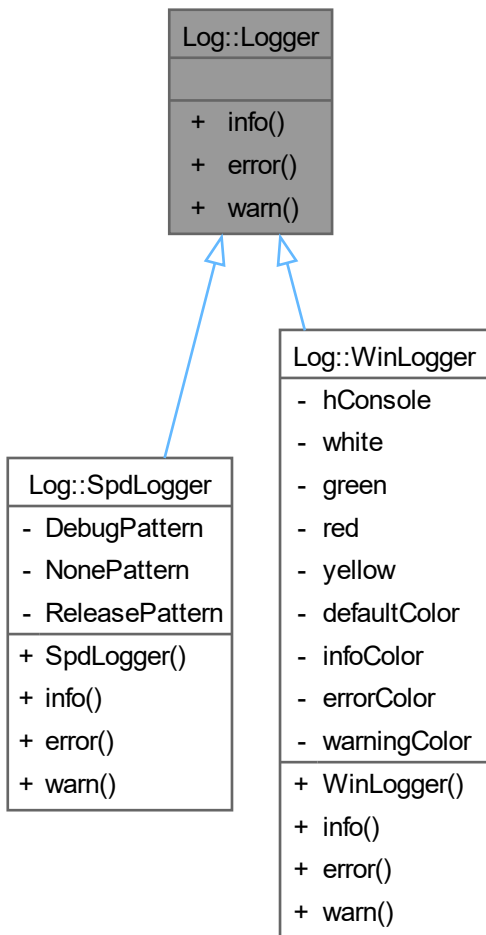 Log::Logger
+ info()
+ error()
+ warn()
Log::SpdLogger
- DebugPattern
- NonePattern
- ReleasePattern
+ SpdLogger()
+ info()
+ error()
+ warn()
Log::WinLogger
- hConsole
- white
- green
- red
- yellow
- defaultColor
- infoColor
- errorColor
- warningColor
+ WinLogger()
+ info()
+ error()
+ warn()